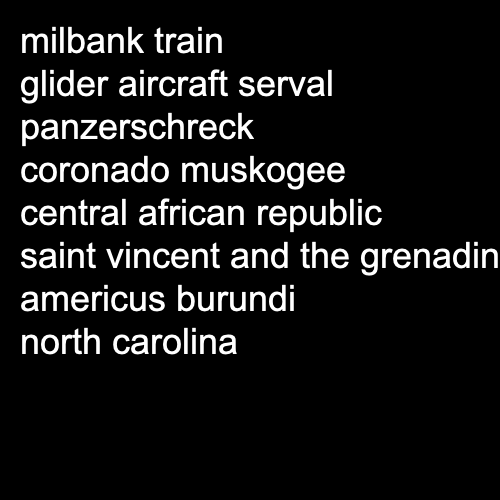 milbank train
glider aircraft serval
panzerschreck
coronado muskogee
central african republic
saint vincent and the grenadin
americus burundi
north carolina